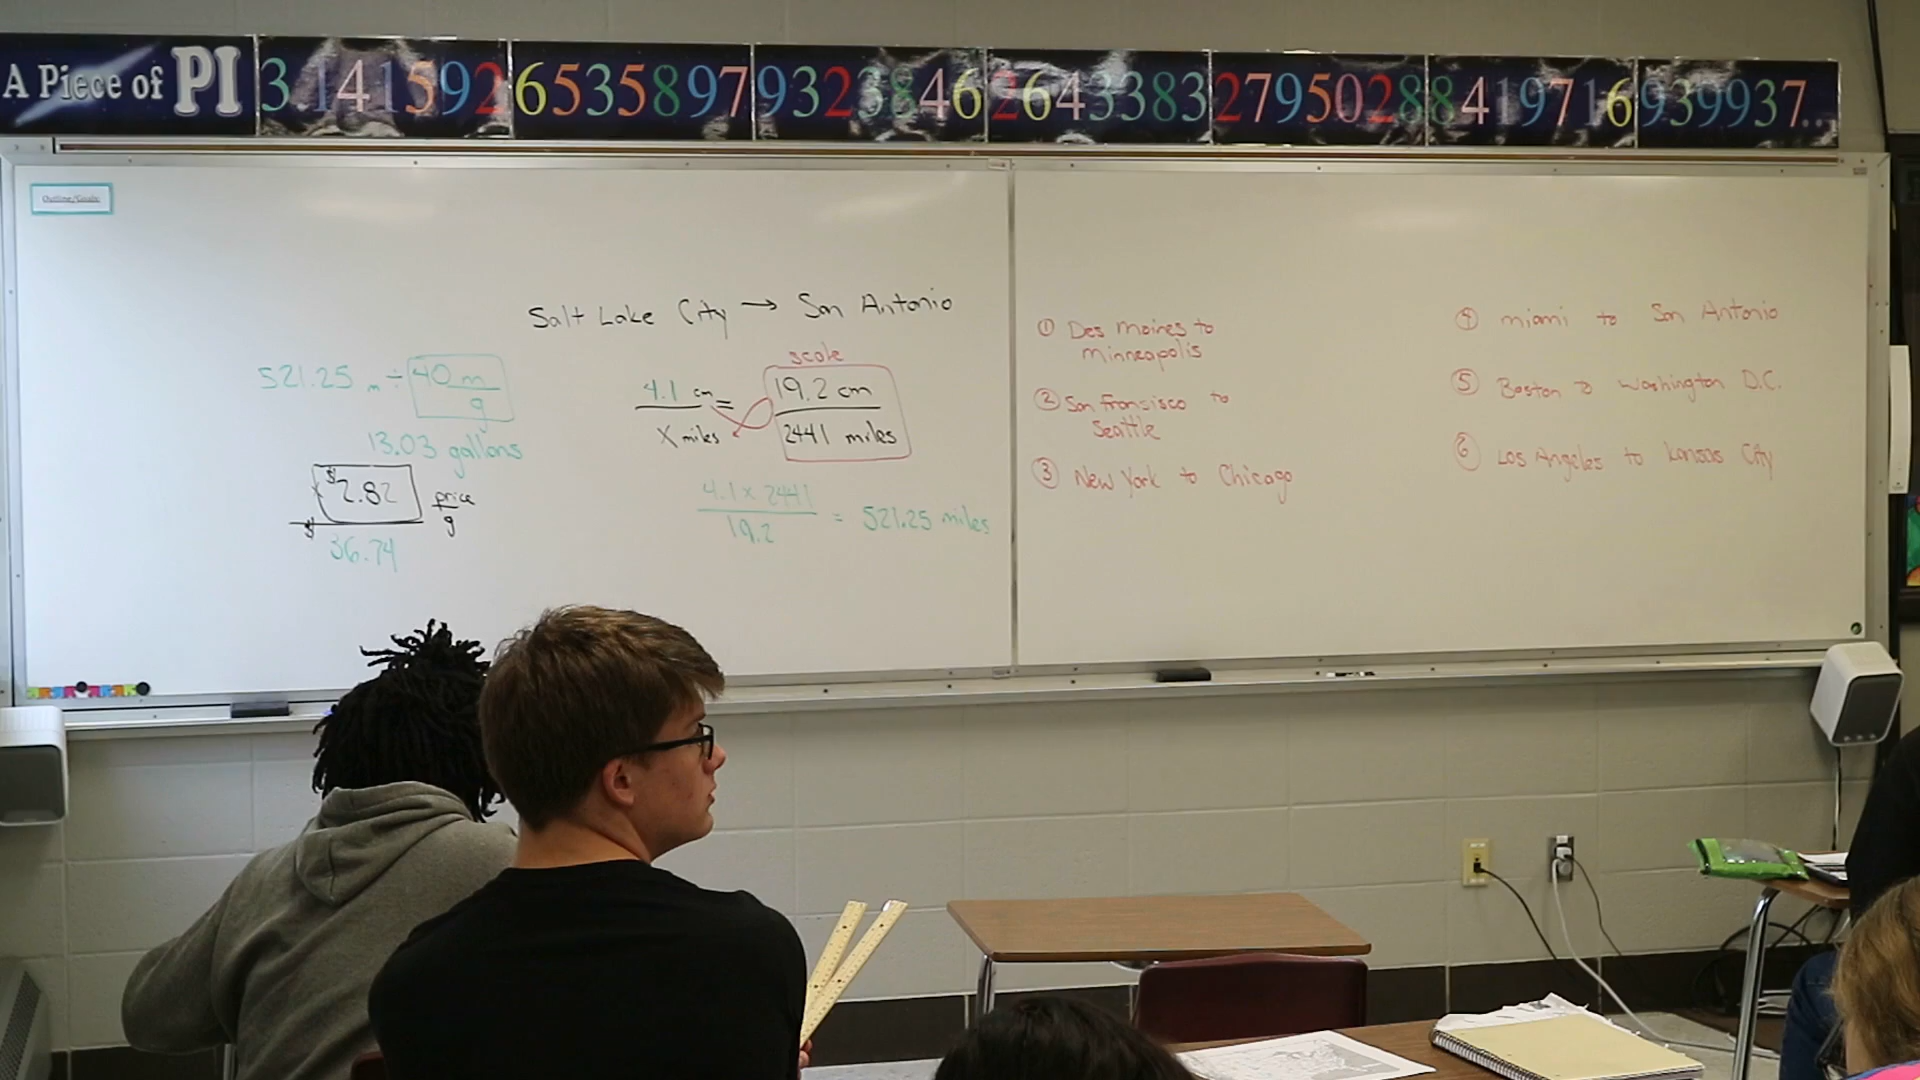 A Piece of PI 3.14159265358979323846264338327950288419716939937...
Outline/Goals:
Salt Lake City → San Antonio
521.25 m ÷ 40 m
g
13.03 gallons
x $2.82 price
g
$ 36.74
scale
4.1 cm = 19.2 cm
X miles 2441 miles
4.1 x 2441
19.2
= 521.25 miles
① Des Moines to
Minneapolis
② San Fransisco to
Seattle
③ New York to Chicago
④ Miami to San Antonio
⑤ Boston to Washington D.C.
⑥ Los Angeles to Kansas City